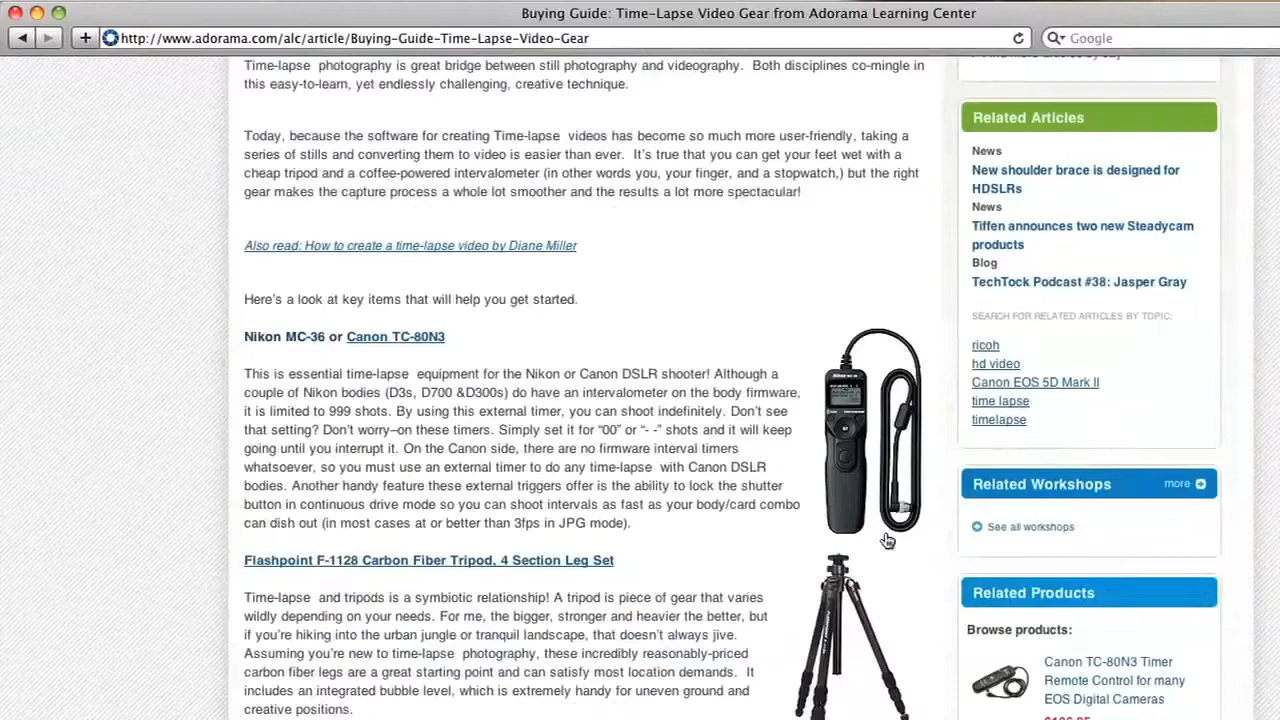 Buying Guide: Time-Lapse Video Gear from Adorama Learning Center
http://www.adorama.com/alc/article/Buying-Guide-Time-Lapse-Video-Gear
Google
Time-lapse photography is great bridge between still photography and videography. Both disciplines co-mingle in
this easy-to-learn, yet endlessly challenging, creative technique.
Today, because the software for creating Time-lapse videos has become so much more user-friendly, taking a
series of stills and converting them to video is easier than ever. It's true that you can get your feet wet with a
cheap tripod and a coffee-powered intervalometer (in other words you, your finger, and a stopwatch,) but the right
gear makes the capture process a whole lot smoother and the results a lot more spectacular!
Also read: How to create a time-lapse video by Diane Miller
Here's a look at key items that will help you get started.
Nikon MC-36 or Canon TC-80N3
This is essential time-lapse equipment for the Nikon or Canon DSLR shooter! Although a
couple of Nikon bodies (D3s, D700 &D300s) do have an intervalometer on the body firmware,
it is limited to 999 shots. By using this external timer, you can shoot indefinitely. Don't see
that setting? Don't worry–on these timers. Simply set it for "00" or "- -" shots and it will keep
going until you interrupt it. On the Canon side, there are no firmware interval timers
whatsoever, so you must use an external timer to do any time-lapse with Canon DSLR
bodies. Another handy feature these external triggers offer is the ability to lock the shutter
button in continuous drive mode so you can shoot intervals as fast as your body/card combo
can dish out (in most cases at or better than 3fps in JPG mode).
Flashpoint F-1128 Carbon Fiber Tripod, 4 Section Leg Set
Time-lapse and tripods is a symbiotic relationship! A tripod is piece of gear that varies
wildly depending on your needs. For me, the bigger, stronger and heavier the better, but
if you're hiking into the urban jungle or tranquil landscape, that doesn't always jive.
Assuming you're new to time-lapse photography, these incredibly reasonably-priced
carbon fiber legs are a great starting point and can satisfy most location demands. It
includes an integrated bubble level, which is extremely handy for uneven ground and
creative positions.
Related Articles
News
New shoulder brace is designed for
HDSLRs
News
Tiffen announces two new Steadycam
products
Blog
TechTock Podcast #38: Jasper Gray
SEARCH FOR RELATED ARTICLES BY TOPIC:
ricoh
hd video
Canon EOS 5D Mark II
time lapse
timelapse
Related Workshops
more
See all workshops
Related Products
Browse products:
Canon TC-80N3 Timer
Remote Control for many
EOS Digital Cameras